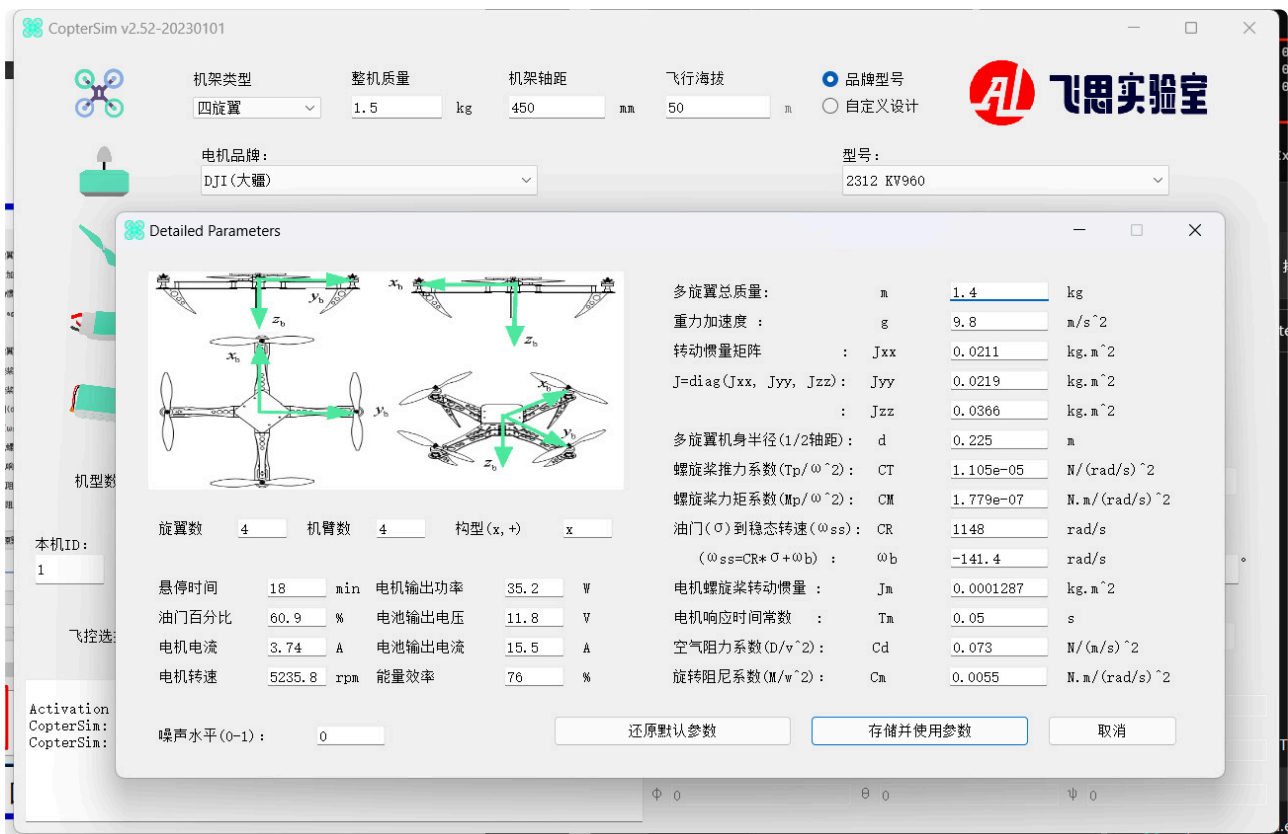 CopterSim v2.52-20230101
机架类型 整机质量 机架轴距 飞行海拔 品牌型号
四旋翼 1.5 kg 450 mm 50 m 自定义设计
飞思实验室
电机品牌: 型号:
DJI(大疆) 2312 KV960
Detailed Parameters
x_b
y_b
z_b
z_b
x_b
y_b
x_b
y_b
z_b
多旋翼总质量: m 1.4 kg
重力加速度 : g 9.8 m/s^2
转动惯量矩阵 : Jxx 0.0211 kg.m^2
J=diag(Jxx, Jyy, Jzz): Jyy 0.0219 kg.m^2
: Jzz 0.0366 kg.m^2
多旋翼机身半径(1/2轴距): d 0.225 m
螺旋桨推力系数(Tp/ω^2): CT 1.105e-05 N/(rad/s)^2
螺旋桨力矩系数(Mp/ω^2): CM 1.779e-07 N.m/(rad/s)^2
油门(σ)到稳态转速(ωss): CR 1148 rad/s
(ωss=CR*σ+ωb) : ωb -141.4 rad/s
电机螺旋桨转动惯量 : Jm 0.0001287 kg.m^2
电机响应时间常数 : Tm 0.05 s
空气阻力系数(D/v^2): Cd 0.073 N/(m/s)^2
旋转阻尼系数(M/w^2): Cm 0.0055 N.m/(rad/s)^2
旋翼数 4 机臂数 4 构型(x,+) x
悬停时间 18 min 电机输出功率 35.2 W
油门百分比 60.9 % 电池输出电压 11.8 V
电机电流 3.74 A 电池输出电流 15.5 A
电机转速 5235.8 rpm 能量效率 76 %
噪声水平(0-1): 0
还原默认参数 存储并使用参数 取消
机型数
本机ID:
1
飞控选
Activation
CopterSim:
CopterSim:
Φ 0 θ 0 ψ 0